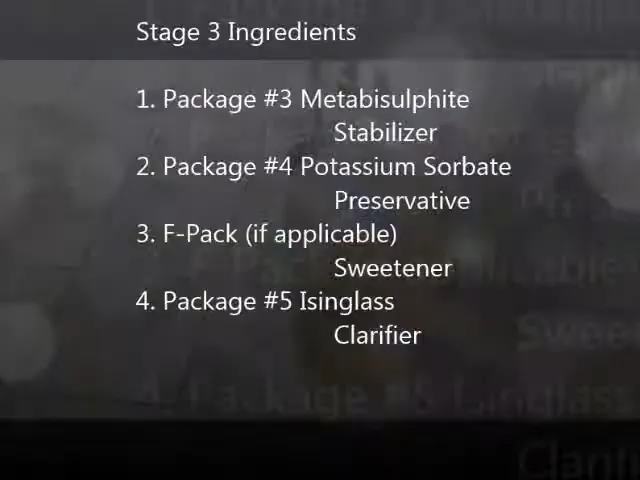 Stage 3 Ingredients
1. Package #3 Metabisulphite
Stabilizer
2. Package #4 Potassium Sorbate
Preservative
3. F-Pack (if applicable)
Sweetener
4. Package #5 Isinglass
Clarifier